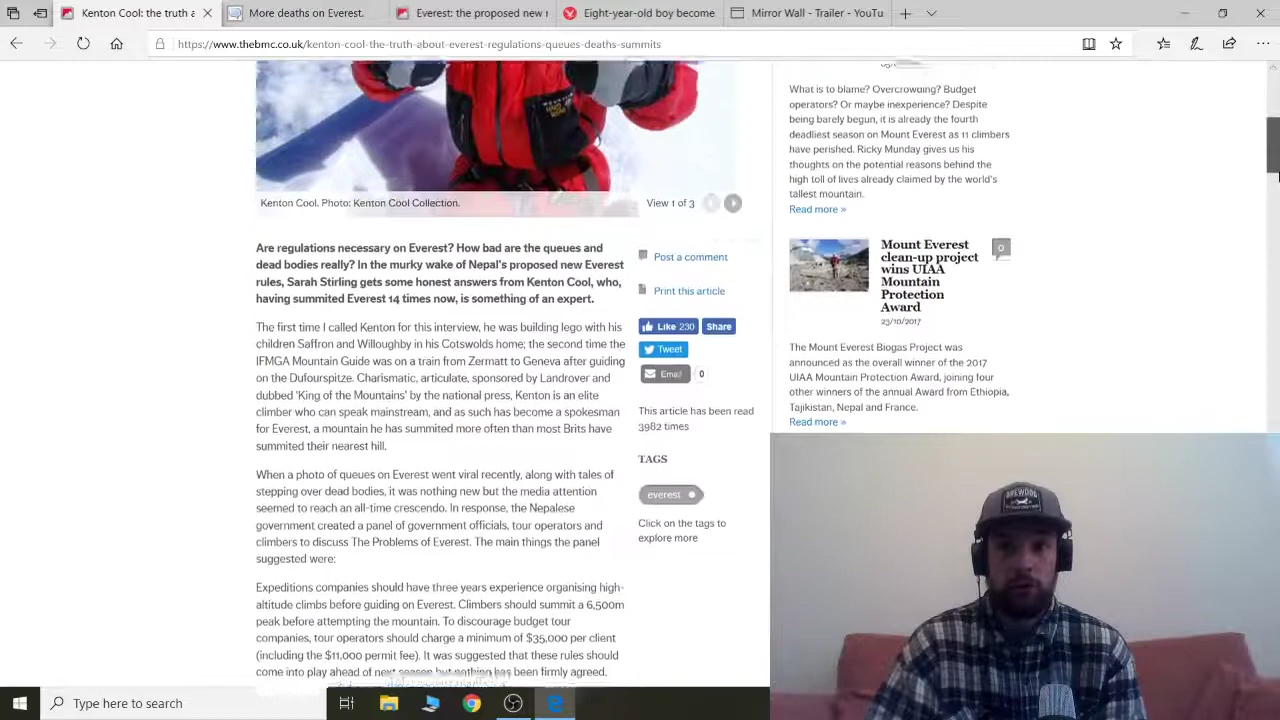 Kenton Cool: the truth a
More death
Proposed new r
Eight-year-old boy become
Mirror Wall - Trailer - YouTu
https://www.thebmc.co.uk/kenton-cool-the-truth-about-everest-regulations-queues-deaths-summits
Kenton Cool. Photo: Kenton Cool Collection.
View 1 of 3
Are regulations necessary on Everest? How bad are the queues and
dead bodies really? In the murky wake of Nepal's proposed new Everest
rules, Sarah Stirling gets some honest answers from Kenton Cool, who,
having summited Everest 14 times now, is something of an expert.
The first time I called Kenton for this interview, he was building lego with his
children Saffron and Willoughby in his Cotswolds home; the second time the
IFMGA Mountain Guide was on a train from Zermatt to Geneva after guiding
on the Dufourspitze. Charismatic, articulate, sponsored by Landrover and
dubbed 'King of the Mountains' by the national press, Kenton is an elite
climber who can speak mainstream, and as such has become a spokesman
for Everest, a mountain he has summited more often than most Brits have
summited their nearest hill.
When a photo of queues on Everest went viral recently, along with tales of
stepping over dead bodies, it was nothing new but the media attention
seemed to reach an all-time crescendo. In response, the Nepalese
government created a panel of government officials, tour operators and
climbers to discuss The Problems of Everest. The main things the panel
suggested were:
Expeditions companies should have three years experience organising high-
altitude climbs before guiding on Everest. Climbers should summit a 6,500m
peak before attempting the mountain. To discourage budget tour
companies, tour operators should charge a minimum of $35,000 per client
(including the $11,000 permit fee). It was suggested that these rules should
come into play ahead of next season but nothing has been firmly agreed.
Post a comment
Print this article
Like 230
Share
Tweet
Email
0
This article has been read
3982 times
TAGS
everest
Click on the tags to
explore more
What is to blame? Overcrowding? Budget
operators? Or maybe inexperience? Despite
being barely begun, it is already the fourth
deadliest season on Mount Everest as 11 climbers
have perished. Ricky Munday gives us his
thoughts on the potential reasons behind the
high toll of lives already claimed by the world's
tallest mountain.
Read more »
Mount Everest
clean-up project
wins UIAA
Mountain
Protection
Award
0
23/10/2017
The Mount Everest Biogas Project was
announced as the overall winner of the 2017
UIAA Mountain Protection Award, joining four
other winners of the annual Award from Ethiopia,
Tajikistan, Nepal and France.
Read more »
BREWDOG
Type here to search